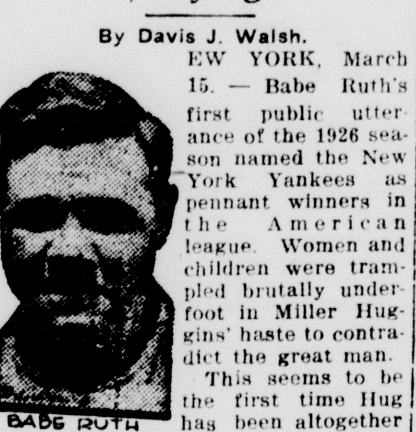 By Davis J. Walsh.
EW YORK, March
15. — Babe Ruth's
first public utter-
ance of the 1926 sea-
son named the New
York Yankees as
pennant winners in
the American
league. Women and
children were tram-
pled brutally under-
foot in Miller Hug-
gins' haste to contra-
dict the great man.
This seems to be
the first time Hug
has been altogether
BABE RUTH